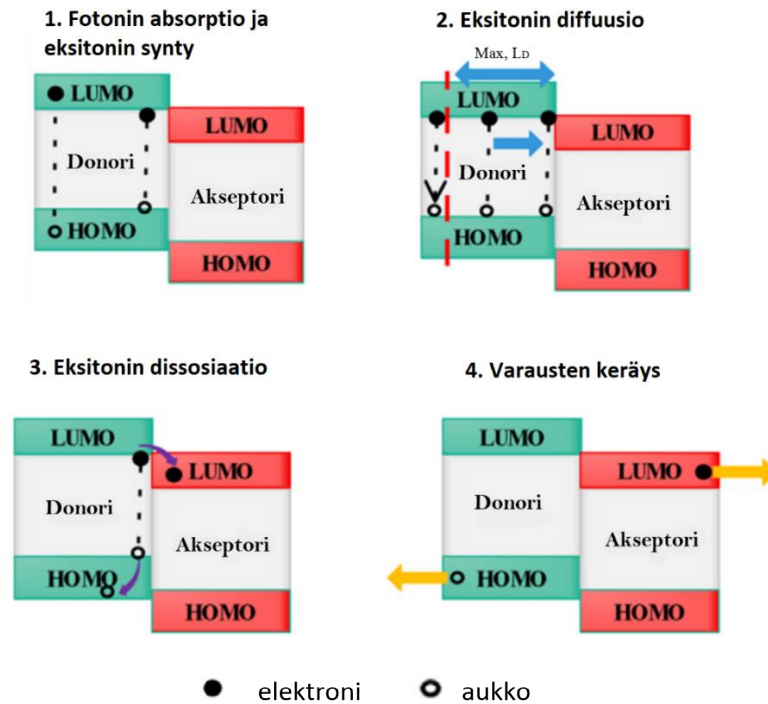 1. Fotonin absorptio ja
eksitonin synty
LUMO
Donori
HOMO
LUMO
Akseptori
HOMO
2. Eksitonin diffuusio
Max, LD
LUMO
Donori
HOMO
LUMO
Akseptori
HOMO
3. Eksitonin dissosiaatio
LUMO
Donori
HOMO
LUMO
Akseptori
HOMO
4. Varausten keräys
LUMO
Donori
HOMO
LUMO
Akseptori
HOMO
elektroni
aukko